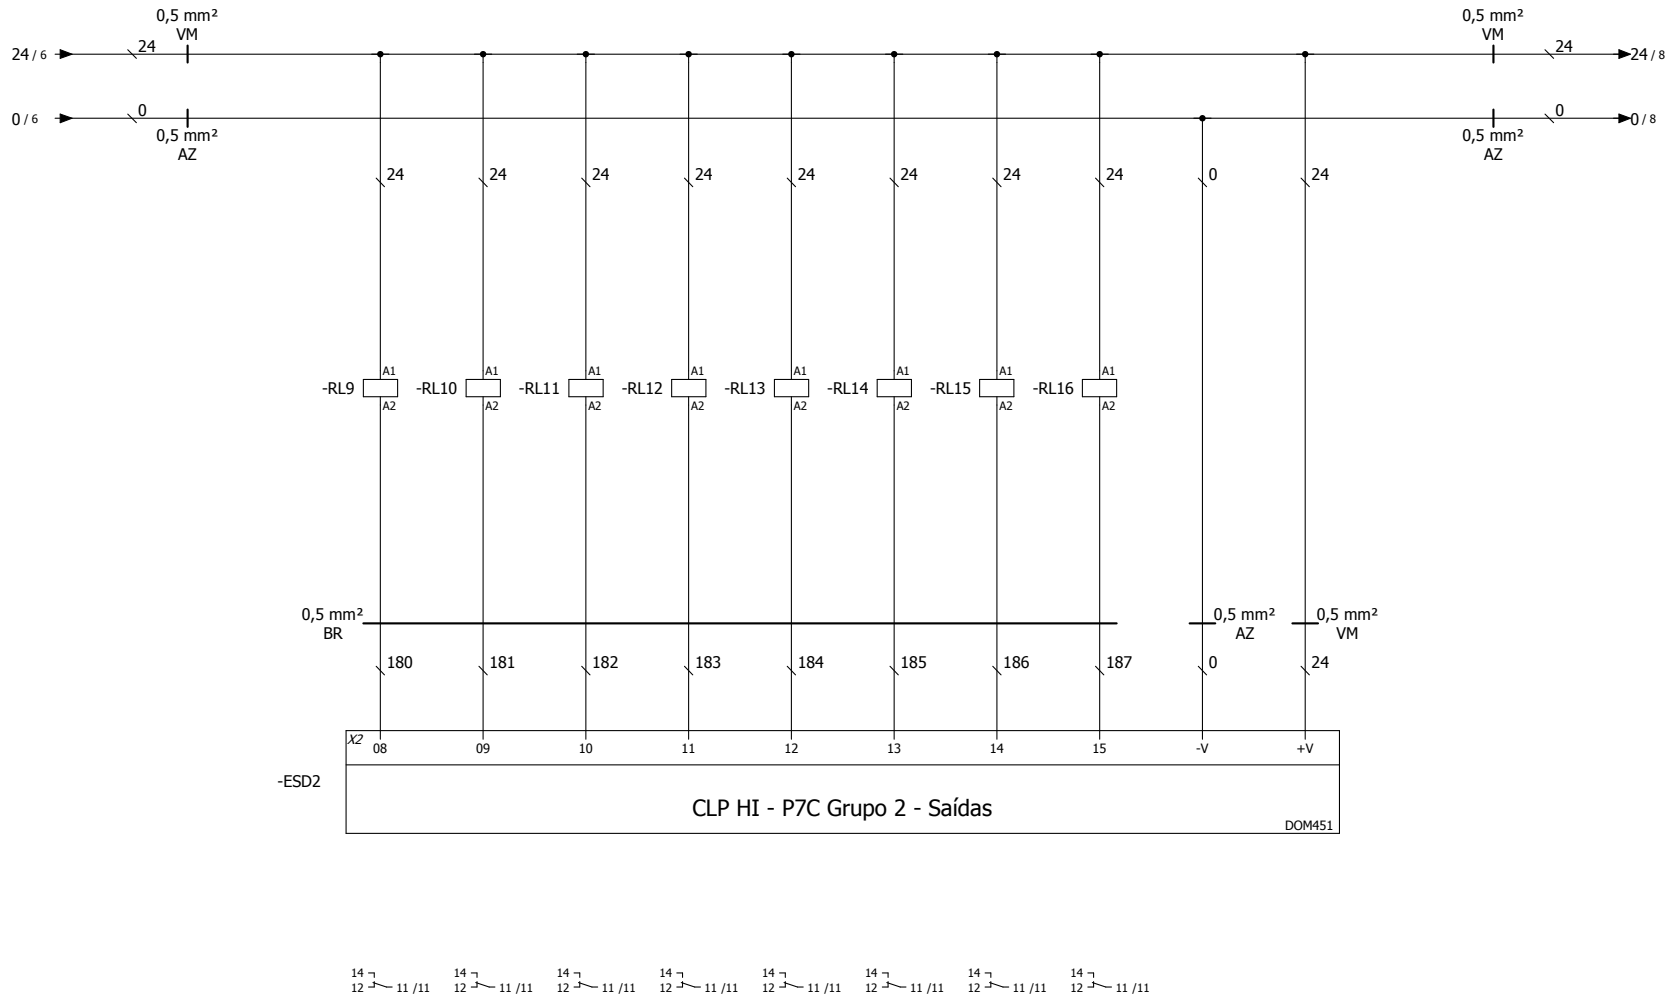 0,5 mm² 0,5 mm²
VM VM
24 / 6 24 24 24 / 8
0 / 6 0 0 0 / 8
0,5 mm² 0,5 mm²
AZ AZ
24 24 24 24 24 24 24 24 0 24
A1 A1 A1 A1 A1 A1 A1 A1
-RL9 -RL10 -RL11 -RL12 -RL13 -RL14 -RL15 -RL16
A2 A2 A2 A2 A2 A2 A2 A2
0,5 mm² 0,5 mm² 0,5 mm²
BR AZ VM
180 181 182 183 184 185 186 187 0 24
X2 08 09 10 11 12 13 14 15 -V +V
-ESD2
CLP HI - P7C Grupo 2 - Saídas
DOM451
14 14 14 14 14 14 14 14
12 11 /11 12 11 /11 12 11 /11 12 11 /11 12 11 /11 12 11 /11 12 11 /11 12 11 /11